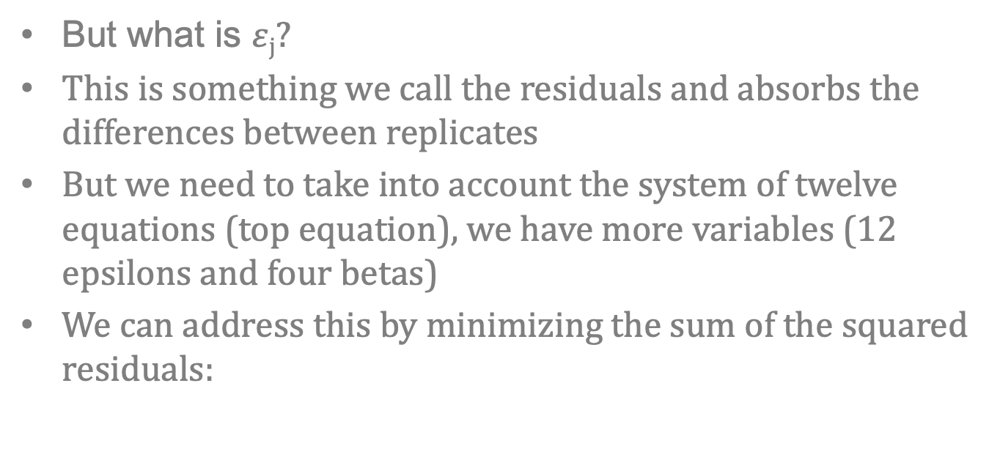 • But what is εj?
• This is something we call the residuals and absorbs the
differences between replicates
• But we need to take into account the system of twelve
equations (top equation), we have more variables (12
epsilons and four betas)
• We can address this by minimizing the sum of the squared
residuals: